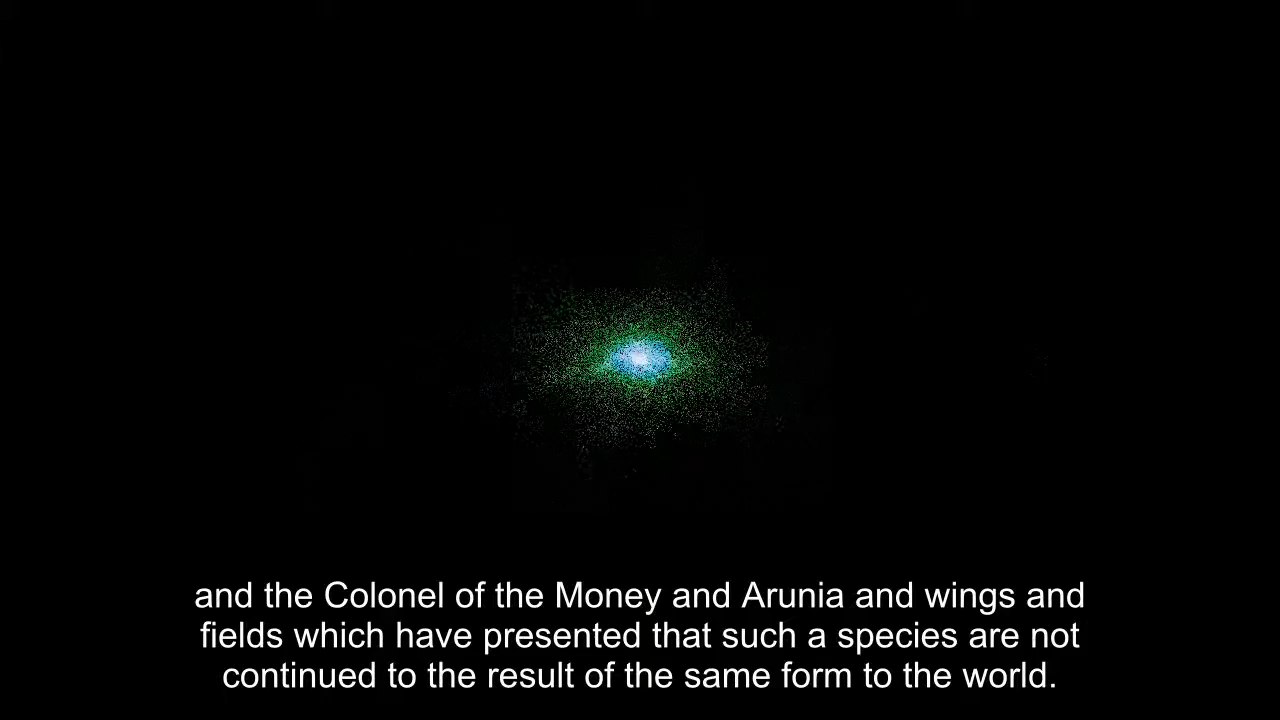 and the Colonel of the Money and Arunia and wings and
fields which have presented that such a species are not
continued to the result of the same form to the world.